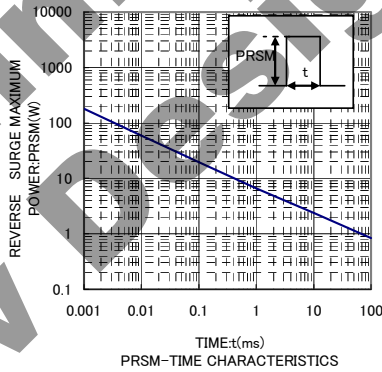 10000
1000
100
10
1
0.1
REVERSE SURGE MAXIMUM
POWER:PRSM(W)
PRSM
t
0.001 0.01 0.1 1 10 100
TIME:t(ms)
PRSM-TIME CHARACTERISTICS